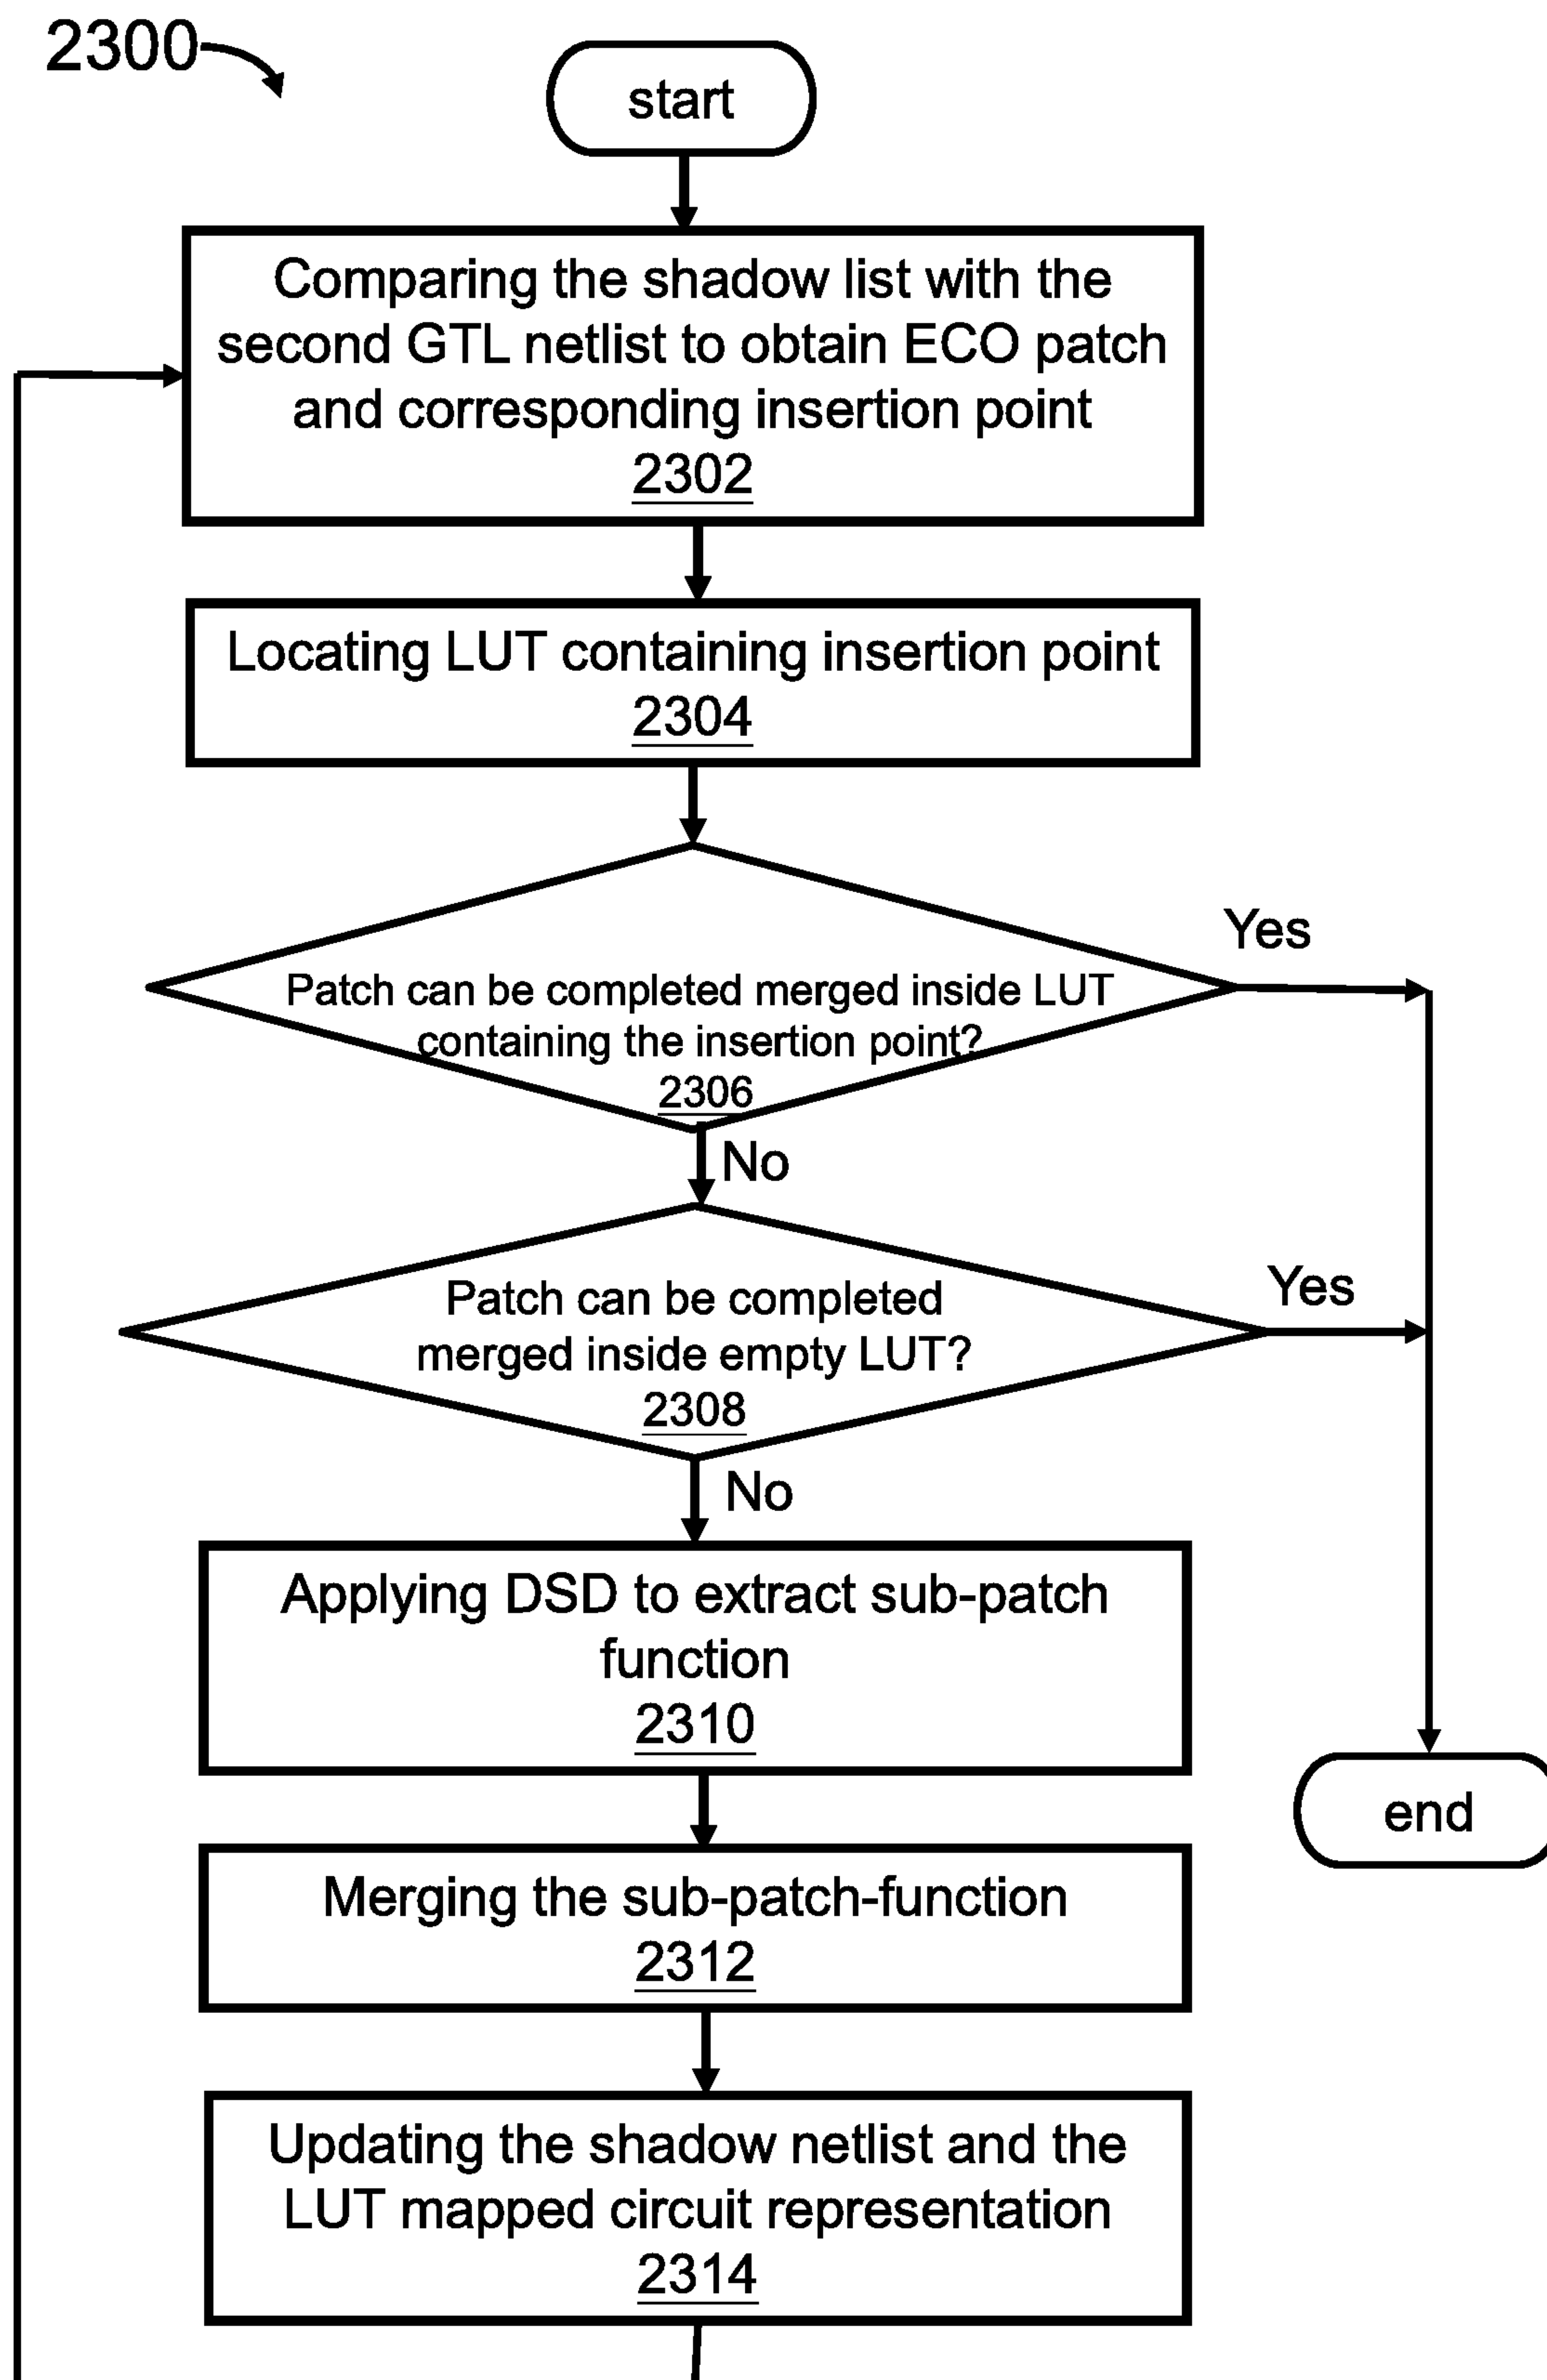 2300
start
Comparing the shadow list with the
second GTL netlist to obtain ECO patch
and corresponding insertion point
2302
Locating LUT containing insertion point
2304
Yes
Patch can be completed merged inside LUT
containing the insertion point?
2306
No
Yes
Patch can be completed
merged inside empty LUT?
2308
No
Applying DSD to extract sub-patch
function
2310
end
Merging the sub-patch-function
2312
Updating the shadow netlist and the
LUT mapped circuit representation
2314